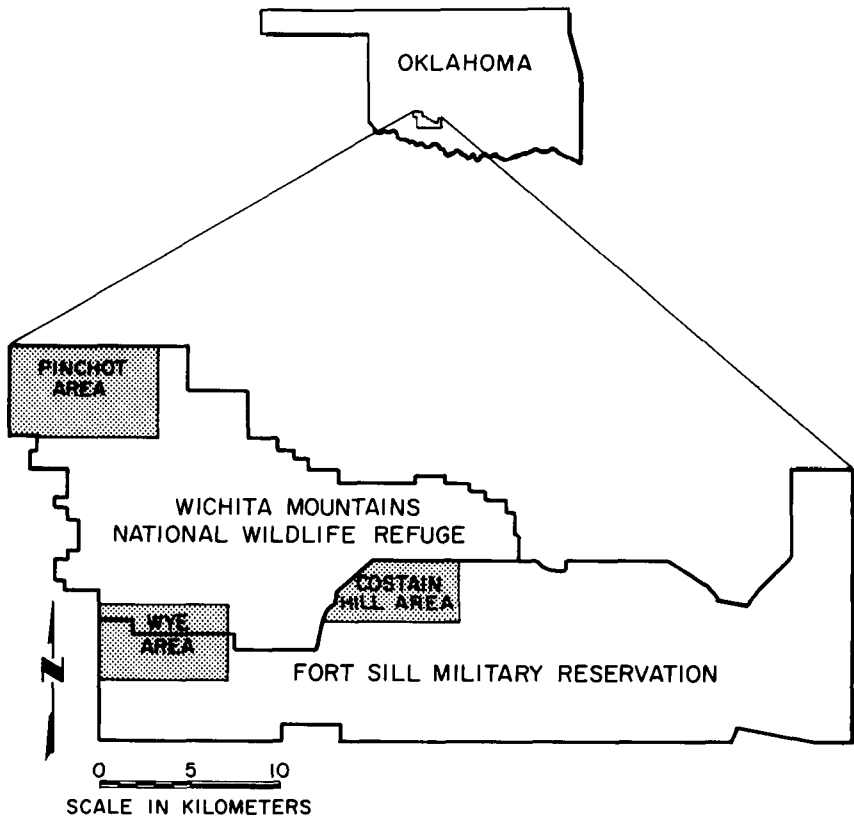 OKLAHOMA
PINCHOT
AREA
WICHITA MOUNTAINS
NATIONAL WILDLIFE REFUGE
COSTAIN
HILL AREA
WYE
AREA
N
FORT SILL MILITARY RESERVATION
0 5 10
SCALE IN KILOMETERS